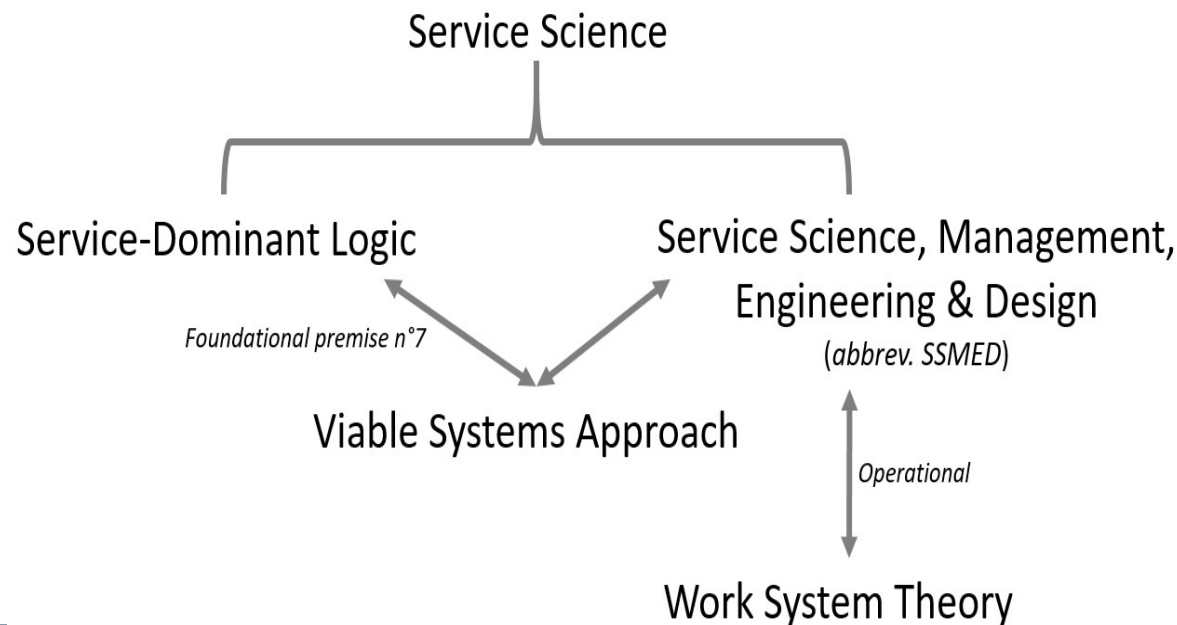 Service Science
Service-Dominant Logic
Service Science, Management,
Engineering & Design
(abbrev. SSMED)
Foundational premise n°7
Viable Systems Approach
Operational
Work System Theory